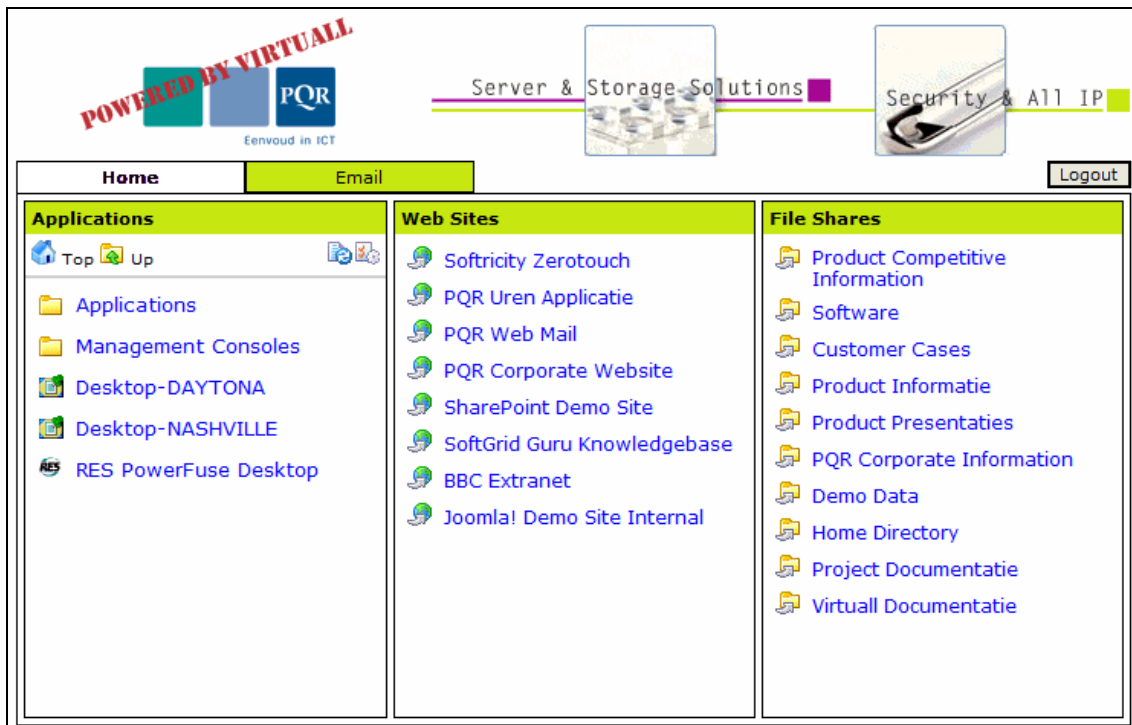 POWERED BY VIRTUALL
PQR
Eenvoud in ICT
Server & Storage Solutions
Security & All IP
Home
Email
Logout
Applications
Top
Up
Applications
Management Consoles
Desktop-DAYTONA
Desktop-NASHVILLE
RES
RES PowerFuse Desktop
Web Sites
Softricity Zerotouch
PQR Uren Applicatie
PQR Web Mail
PQR Corporate Website
SharePoint Demo Site
SoftGrid Guru Knowledgebase
BBC Extranet
Joomla! Demo Site Internal
File Shares
Product Competitive
Information
Software
Customer Cases
Product Informatie
Product Presentaties
PQR Corporate Information
Demo Data
Home Directory
Project Documentatie
Virtuall Documentatie